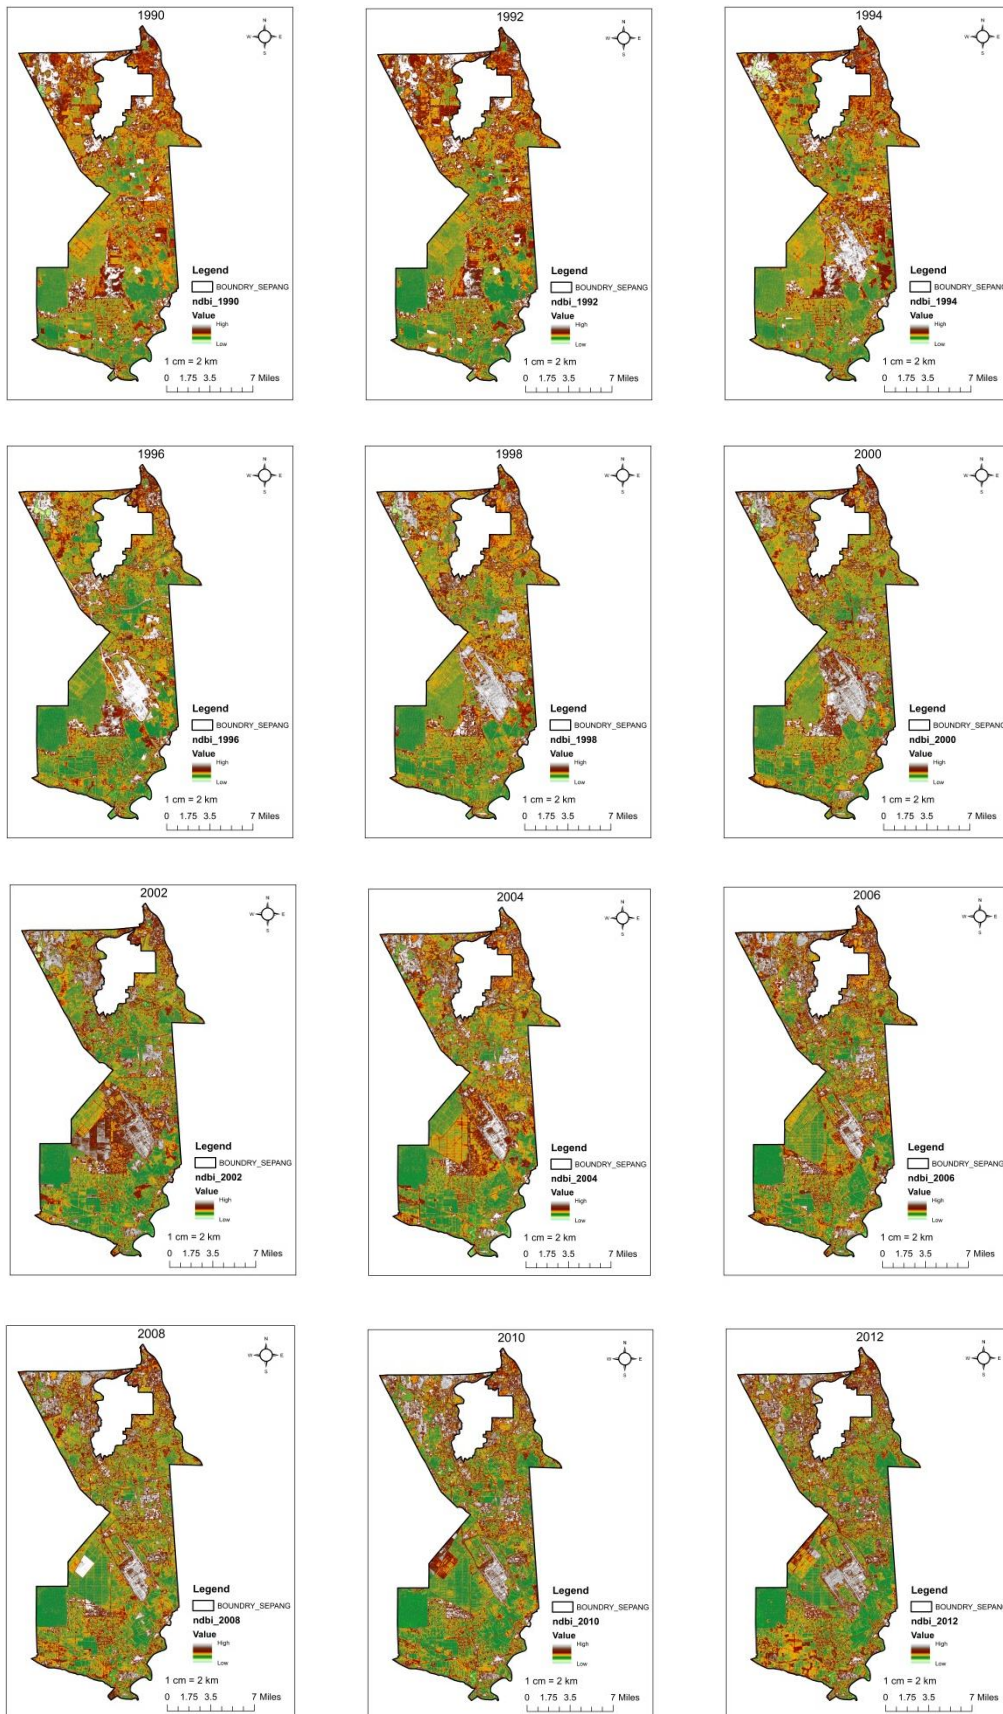 1990
N
W E
S
Legend
BOUNDRY_SEPANG
ndbi_1990
Value
High
Low
1 cm = 2 km
0 1.75 3.5 7 Miles
1992
N
W E
S
Legend
BOUNDRY_SEPANG
ndbi_1992
Value
High
Low
1 cm = 2 km
0 1.75 3.5 7 Miles
1994
N
W E
S
Legend
BOUNDRY_SEPANG
ndbi_1994
Value
High
Low
1 cm = 2 km
0 1.75 3.5 7 Miles
1996
N
W E
S
Legend
BOUNDRY_SEPANG
ndbi_1996
Value
High
Low
1 cm = 2 km
0 1.75 3.5 7 Miles
1998
N
W E
S
Legend
BOUNDRY_SEPANG
ndbi_1998
Value
High
Low
1 cm = 2 km
0 1.75 3.5 7 Miles
2000
N
W E
S
Legend
BOUNDRY_SEPANG
ndbi_2000
Value
High
Low
1 cm = 2 km
0 1.75 3.5 7 Miles
2002
N
W E
S
Legend
BOUNDRY_SEPANG
ndbi_2002
Value
High
Low
1 cm = 2 km
0 1.75 3.5 7 Miles
2004
N
W E
S
Legend
BOUNDRY_SEPANG
ndbi_2004
Value
High
Low
1 cm = 2 km
0 1.75 3.5 7 Miles
2006
N
W E
S
Legend
BOUNDRY_SEPANG
ndbi_2006
Value
High
Low
1 cm = 2 km
0 1.75 3.5 7 Miles
2008
N
W E
S
Legend
BOUNDRY_SEPANG
ndbi_2008
Value
High
Low
1 cm = 2 km
0 1.75 3.5 7 Miles
2010
N
W E
S
Legend
BOUNDRY_SEPANG
ndbi_2010
Value
High
Low
1 cm = 2 km
0 1.75 3.5 7 Miles
2012
N
W E
S
Legend
BOUNDRY_SEPANG
ndbi_2012
Value
High
Low
1 cm = 2 km
0 1.75 3.5 7 Miles